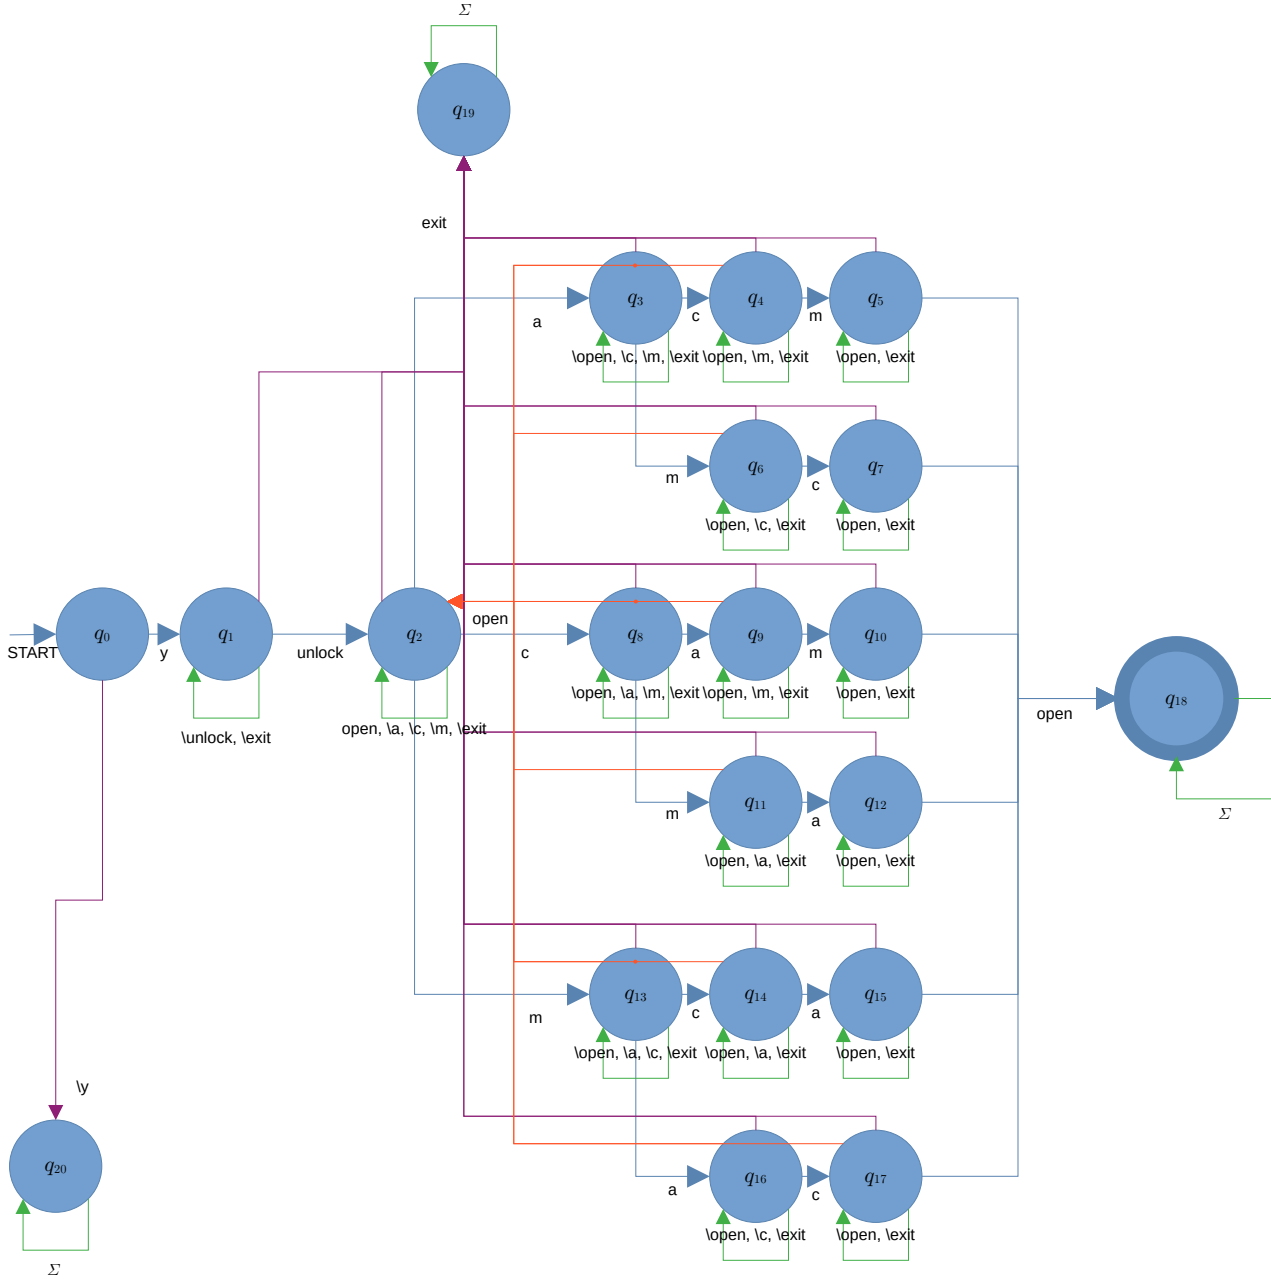 Σ
q19
exit
q3
q4
q5
a
c
m
\open, \c, \m, \exit
\open, \m, \exit
\open, \exit
q6
q7
m
c
\open, \c, \exit
\open, \exit
START
q0
y
q1
unlock
q2
open
c
q8
a
q9
m
q10
\unlock, \exit
open, \a, \c, \m, \exit
\open, \a, \m, \exit
\open, \m, \exit
\open, \exit
open
q18
Σ
q11
q12
m
a
\open, \a, \exit
\open, \exit
q13
q14
q15
m
c
a
\open, \a, \c, \exit
\open, \a, \exit
\open, \exit
\y
q20
Σ
q16
q17
a
c
\open, \c, \exit
\open, \exit